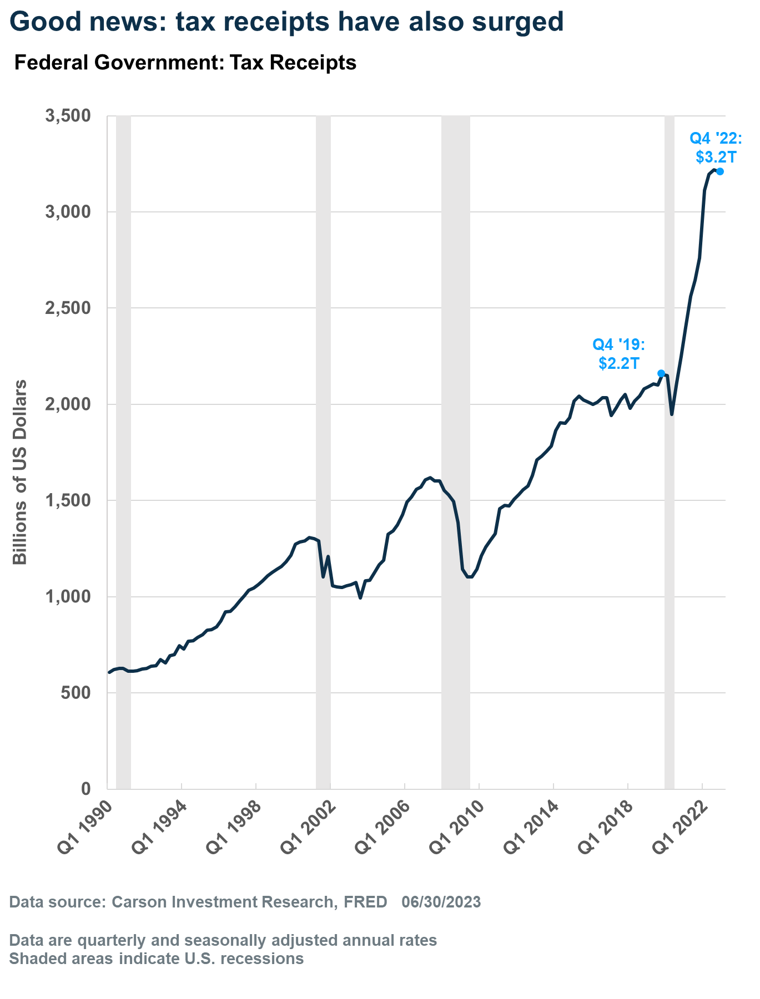 Good news: tax receipts have also surged
Federal Government: Tax Receipts
3,500
3,000
2,500
2,000
1,500
1,000
500
0
Billions of US Dollars
Q4 '22:
$3.2T
Q4 '19:
$2.2T
Q1 1990
Q1 1994
Q1 1998
Q1 2002
Q1 2006
Q1 2010
Q1 2014
Q1 2018
Q1 2022
Data source: Carson Investment Research, FRED 06/30/2023
Data are quarterly and seasonally adjusted annual rates
Shaded areas indicate U.S. recessions